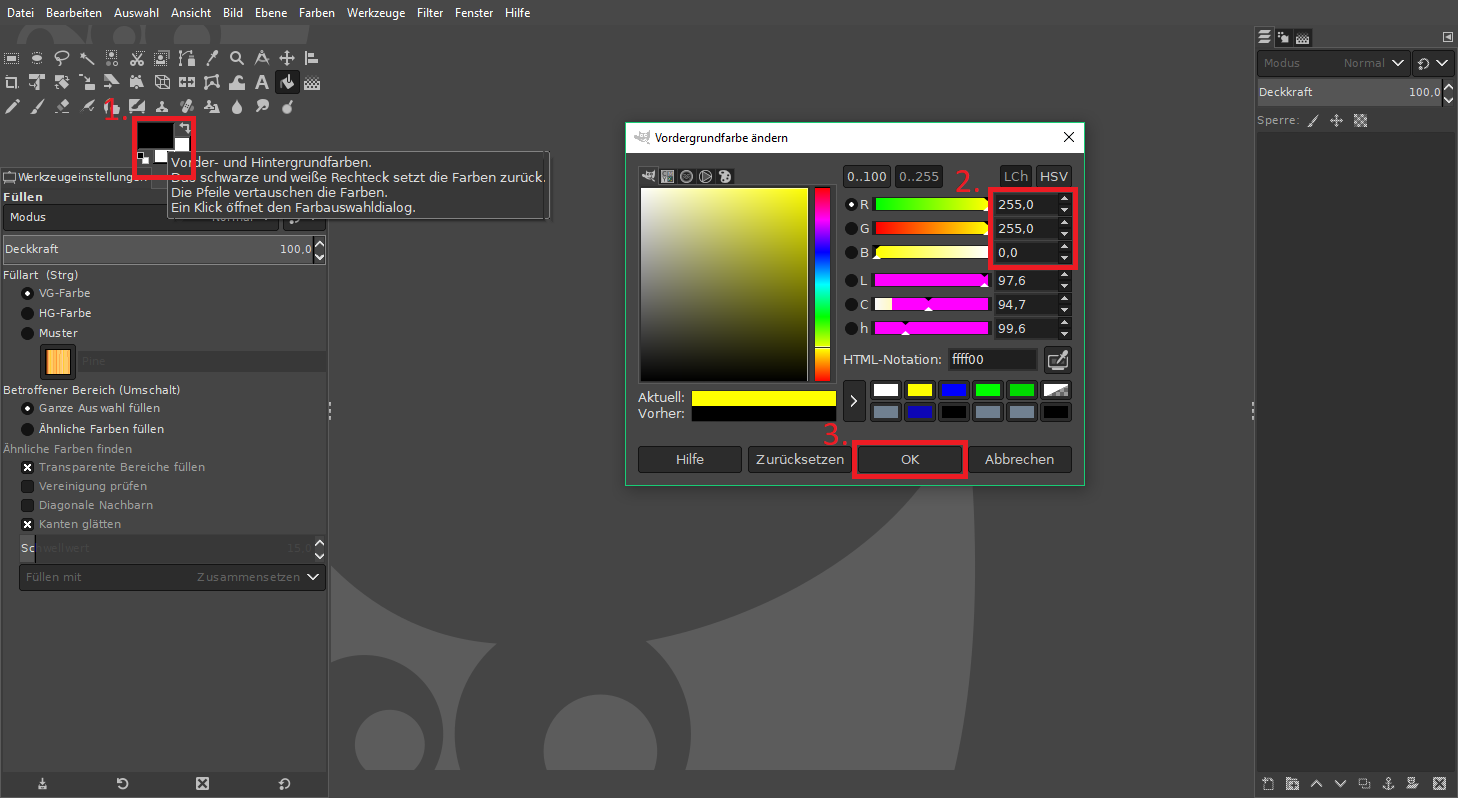 Datei Bearbeiten Auswahl Ansicht Bild Ebene Farben Werkzeuge Filter Fenster Hilfe
1.
Vorder- und Hintergrundfarben.
Das schwarze und weiße Rechteck setzt die Farben zurück.
Die Pfeile vertauschen die Farben.
Ein Klick öffnet den Farbauswahldialog.
Werkzeugeinstellungen
Füllen
Modus Normal
Deckkraft 100,0
Füllart (Strg)
VG-Farbe
HG-Farbe
Muster
Pine
Betroffener Bereich (Umschalt)
Ganze Auswahl füllen
Ähnliche Farben füllen
Ähnliche Farben finden
Transparente Bereiche füllen
Vereinigung prüfen
Diagonale Nachbarn
Kanten glätten
Schwellwert 15,0
Füllen mit Zusammensetzen
Vordergrundfarbe ändern
0..100 0..255 LCh HSV
2.
R 255,0
G 255,0
B 0,0
L 97,6
C 94,7
h 99,6
HTML-Notation: ffff00
Aktuell:
Vorher:
3.
Hilfe Zurücksetzen OK Abbrechen
Modus Normal
Deckkraft 100,0
Sperre: